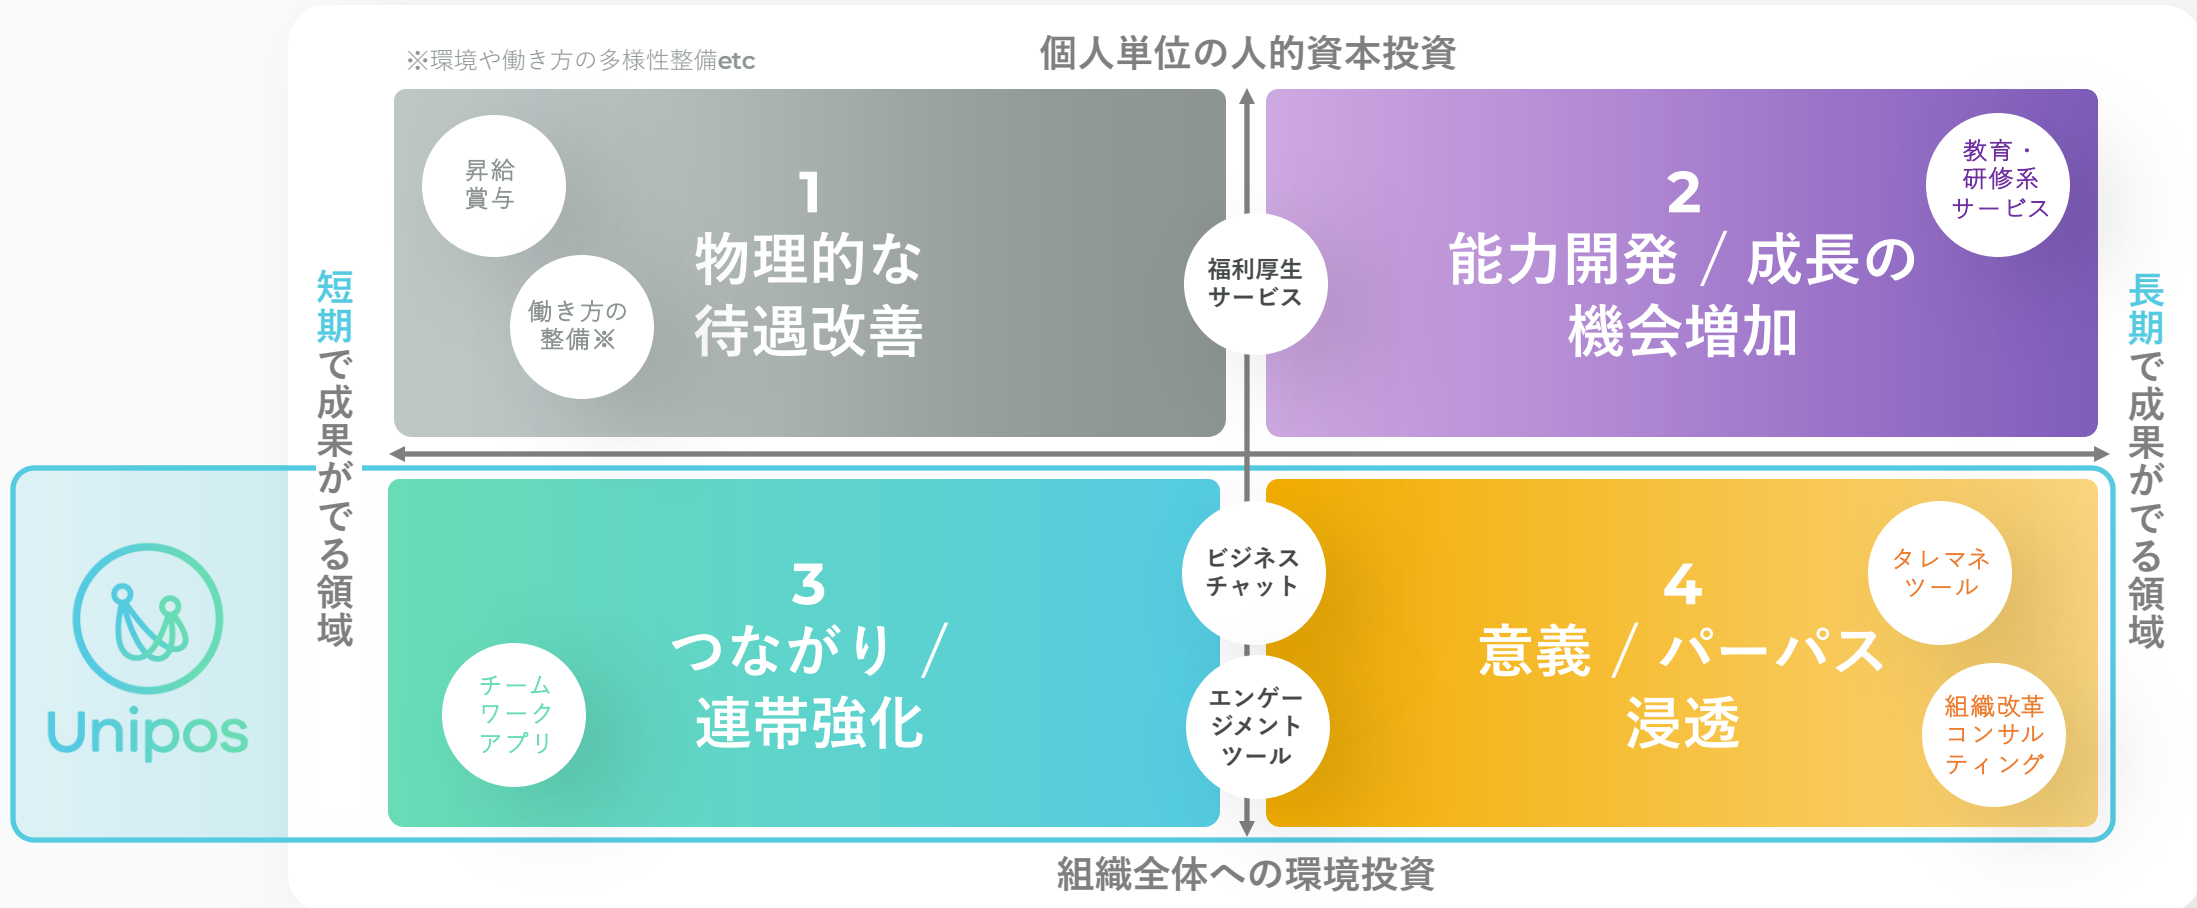 ※環境や働き方の多様性整備etc
個人単位の人的資本投資
昇給
賞与
働き方の
整備※
1
物理的な
待遇改善
福利厚生
サービス
2
能力開発 / 成長の
機会増加
教育・
研修系
サービス
短期で成果がでる領域
長期で成果がでる領域
Unipos
チーム
ワーク
アプリ
3
つながり /
連帯強化
ビジネス
チャット
エンゲー
ジメント
ツール
4
意義 / パーパス
浸透
タレマネ
ツール
組織改革
コンサル
ティング
組織全体への環境投資